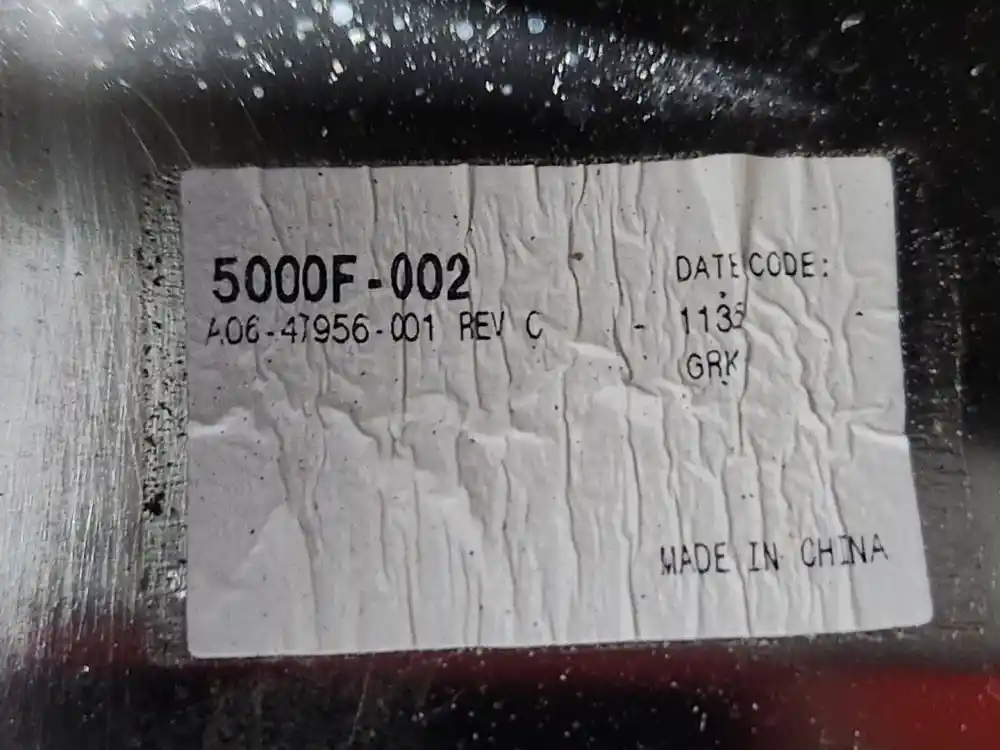 5000F-002
A06-47956-001 REV C
DATE CODE:
GRK
MADE IN CHINA